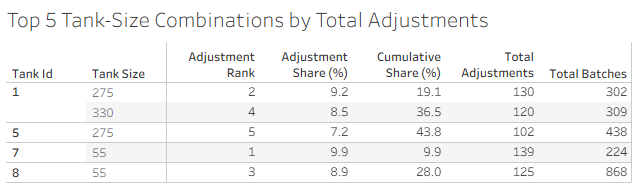 Top 5 Tank-Size Combinations by Total Adjustments
Adjustment Adjustment Cumulative Total
Tank Id Tank Size Rank Share (%) Share (%) Adjustments Total Batches
1 275 2 9.2 19.1 130 302
330 4 8.5 36.5 120 309
5 275 5 7.2 43.8 102 438
7 55 1 9.9 9.9 139 224
8 55 3 8.9 28.0 125 868